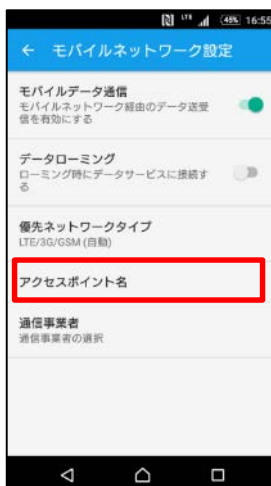 LTE 45% 16:55
モバイルネットワーク設定
モバイルデータ通信
モバイルネットワーク経由のデータ送受
信を有効にする
データローミング
ローミング時にデータサービスに接続す
る
優先ネットワークタイプ
LTE/3G/GSM (自動)
アクセスポイント名
通信事業者
通信事業者の選択